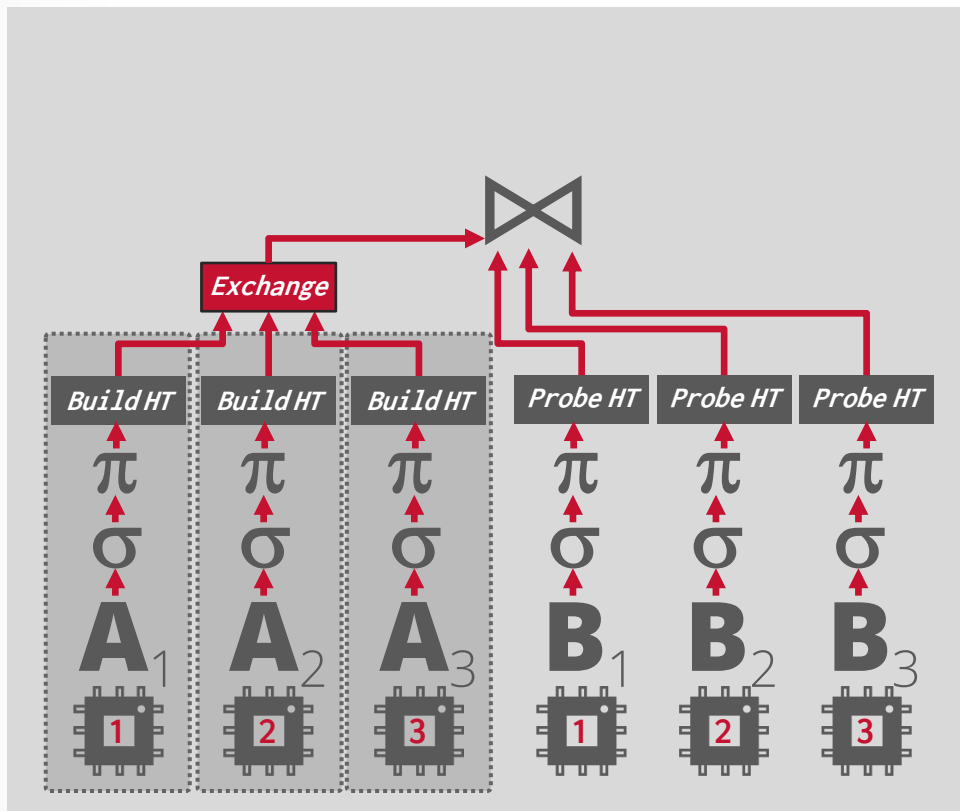 Exchange
Build HT Build HT Build HT Probe HT Probe HT Probe HT
π π π π π π
σ σ σ σ σ σ
A1 A2 A3 B1 B2 B3
1 2 3 1 2 3